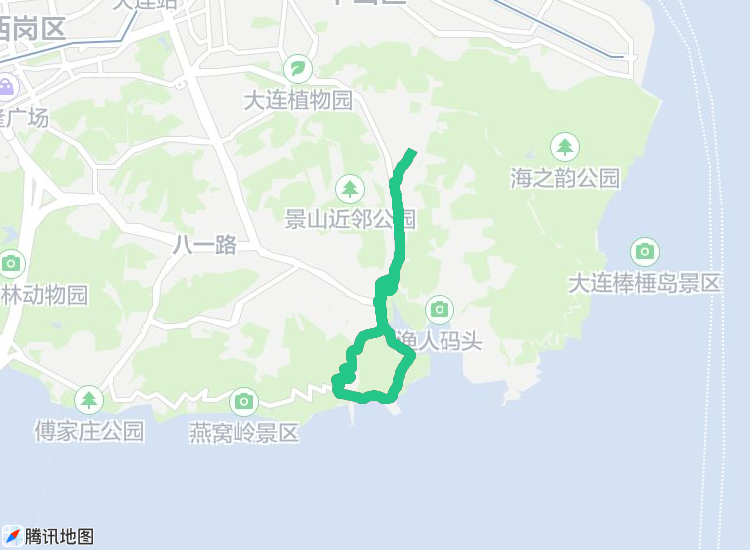 大连站
中山区
西岗区
大连植物园
隆广场
海之韵公园
景山近邻公园
八一路
大连棒棰岛景区
林动物园
渔人码头
傅家庄公园
燕窝岭景区
腾讯地图